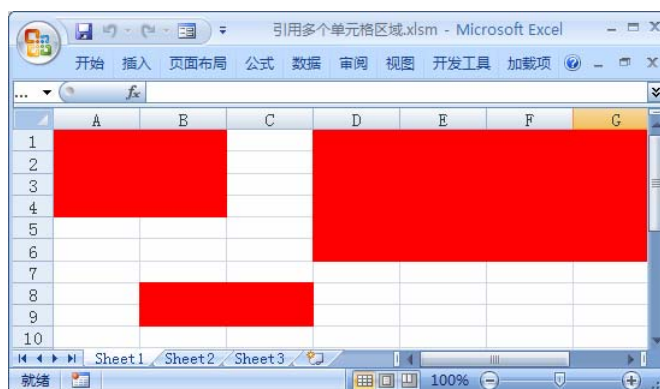 引用多个单元格区域.xlsm - Microsoft Excel
开始 插入 页面布局 公式 数据 审阅 视图 开发工具 加载项
... fx
A B C D E F G
1
2
3
4
5
6
7
8
9
10
Sheet1 Sheet2 Sheet3
就绪 100%